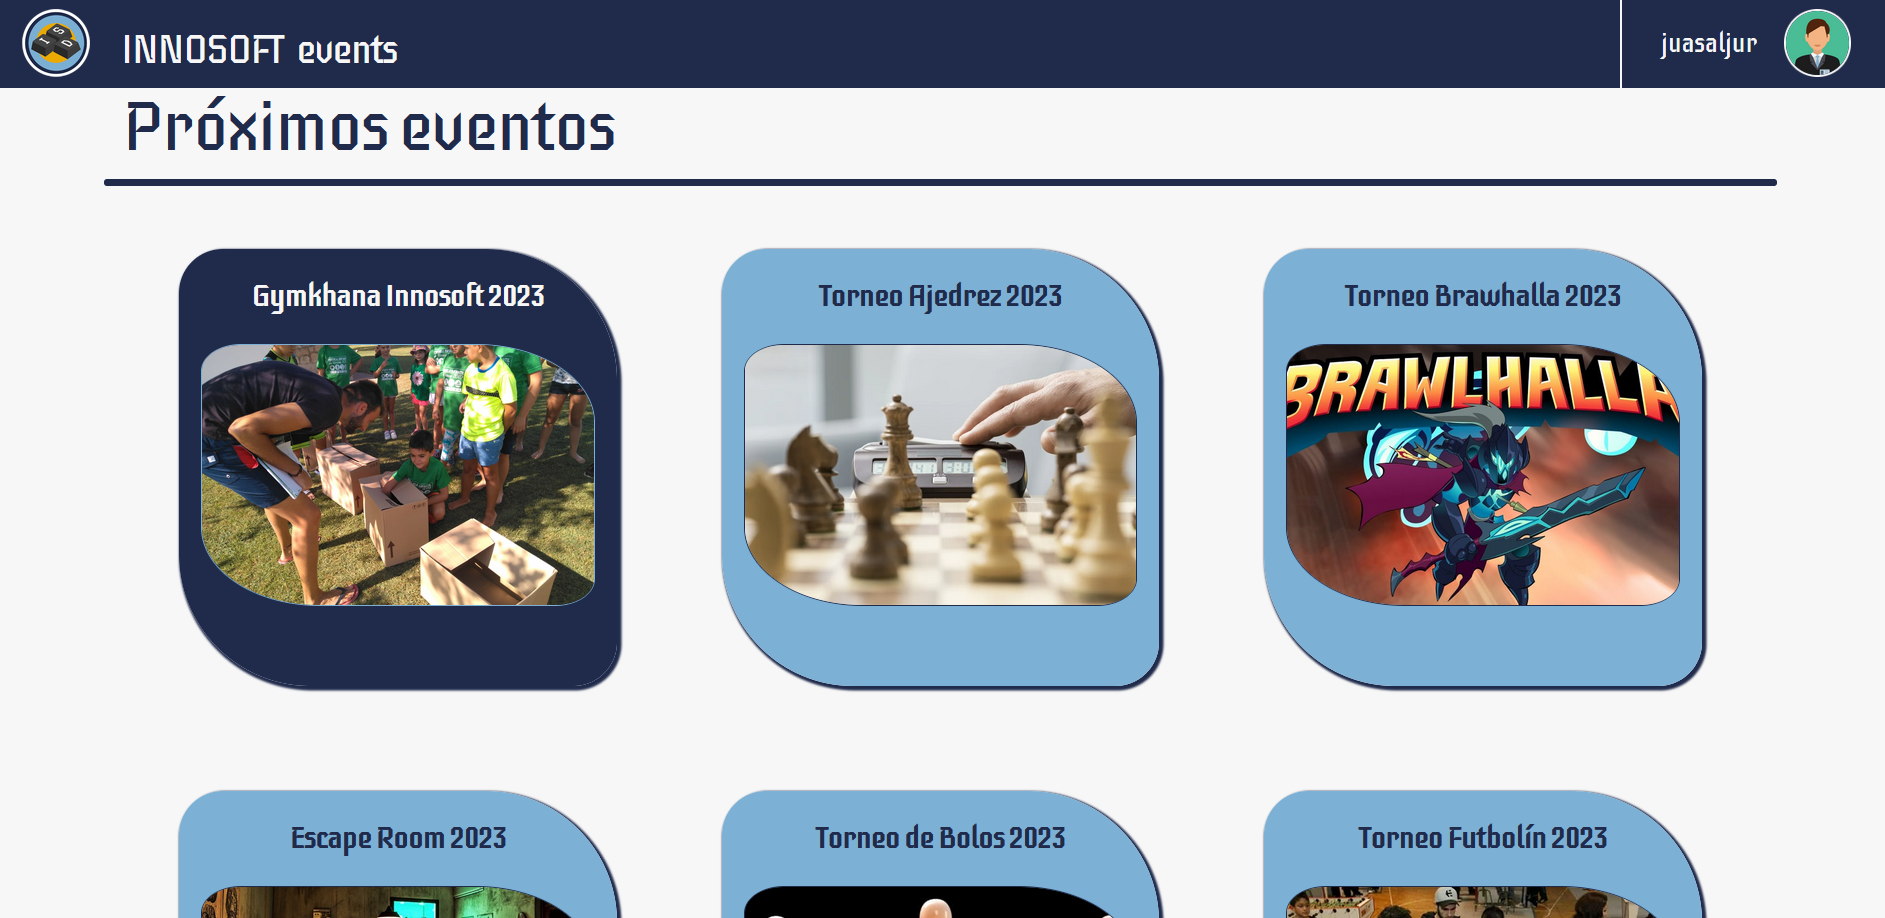 INNOSOFT events
juasaljur
Próximos eventos
Gymkhana Innosoft 2023
Torneo Ajedrez 2023
Torneo Brawhalla 2023
BRAWLHALLA
Escape Room 2023
Torneo de Bolos 2023
Torneo Futbolín 2023